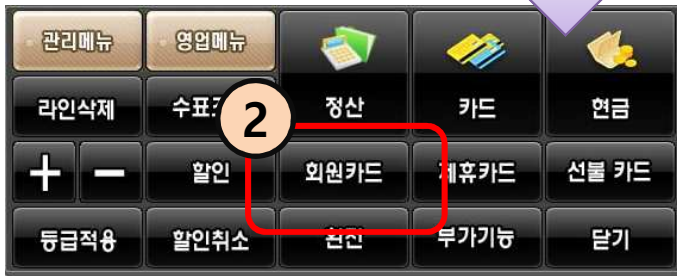 관리메뉴 영업메뉴
라인삭제 정산 카드 현금
2
+ - 할인 회원카드 제휴카드 선불 카드
등급적용 할인취소 부가기능 닫기